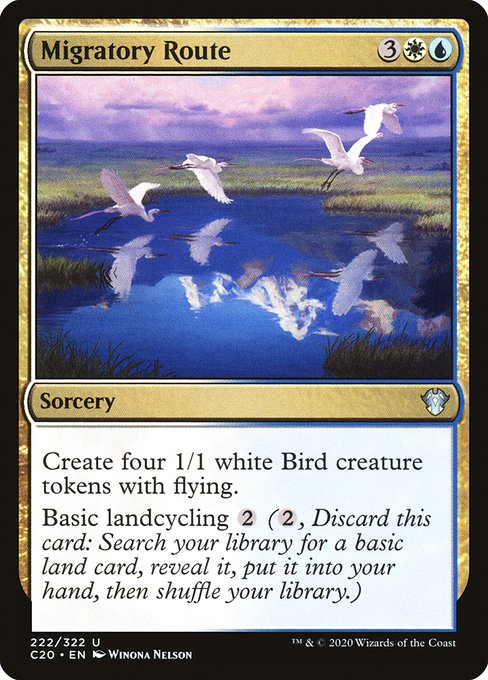 Migratory Route 3
Sorcery
Create four 1/1 white Bird creature
tokens with flying.
Basic landcycling 2 (2, Discard this
card: Search your library for a basic
land card, reveal it, put it into your
hand, then shuffle your library.)
222/322 U
C20 • EN Winona Nelson
™ & © 2020 Wizards of the Coast